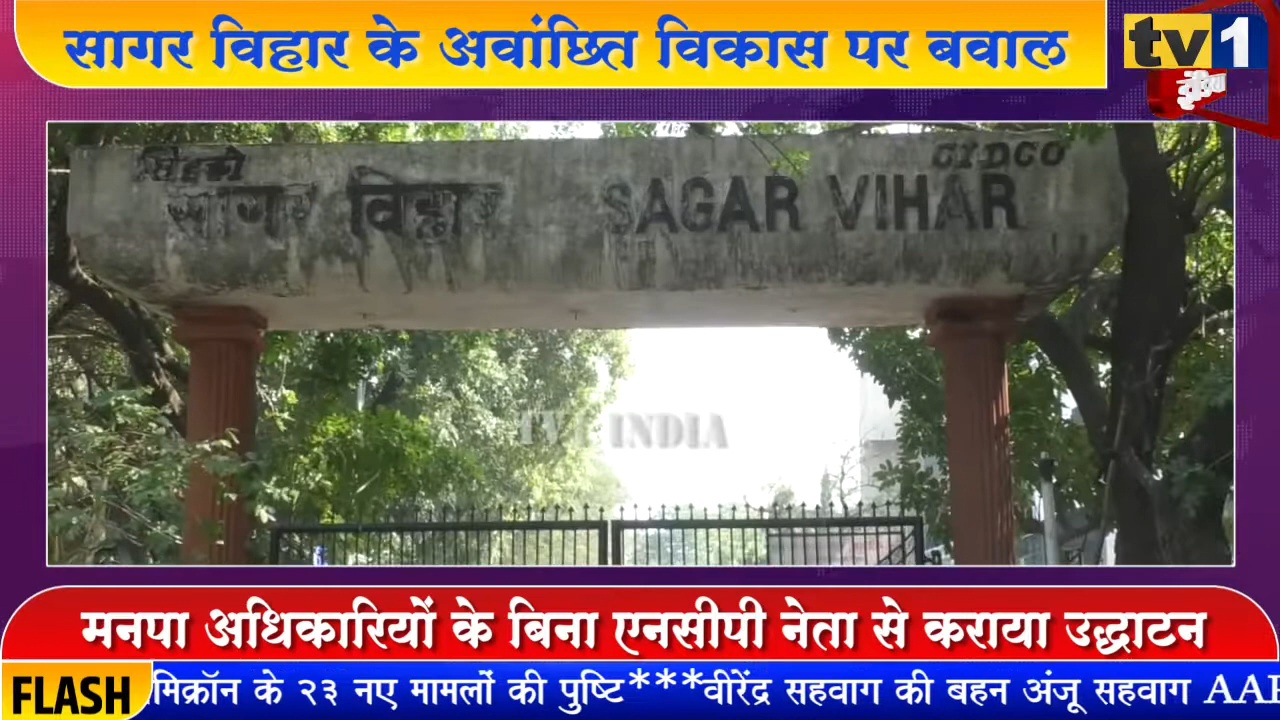 सागर विहार के अवांछित विकास पर बवाल
tv1
इंडिया
सिडको
CIDCO
सागर विहार SAGAR VIHAR
TV1 INDIA
मनपा अधिकारियों के बिना एनसीपी नेता से कराया उद्घाटन
FLASH
मिक्रॉन के २३ नए मामलों की पुष्टि***वीरेंद्र सहवाग की बहन अंजू सहवाग AAP